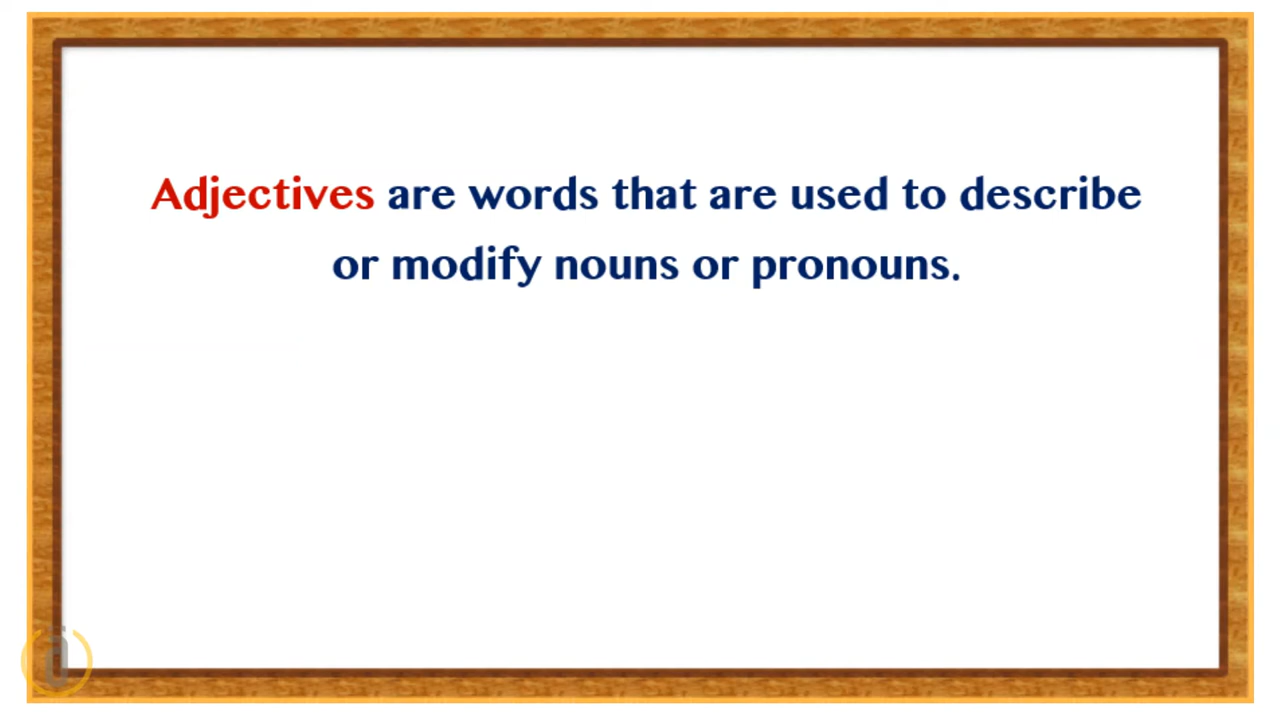 Adjectives are words that are used to describe
or modify nouns or pronouns.